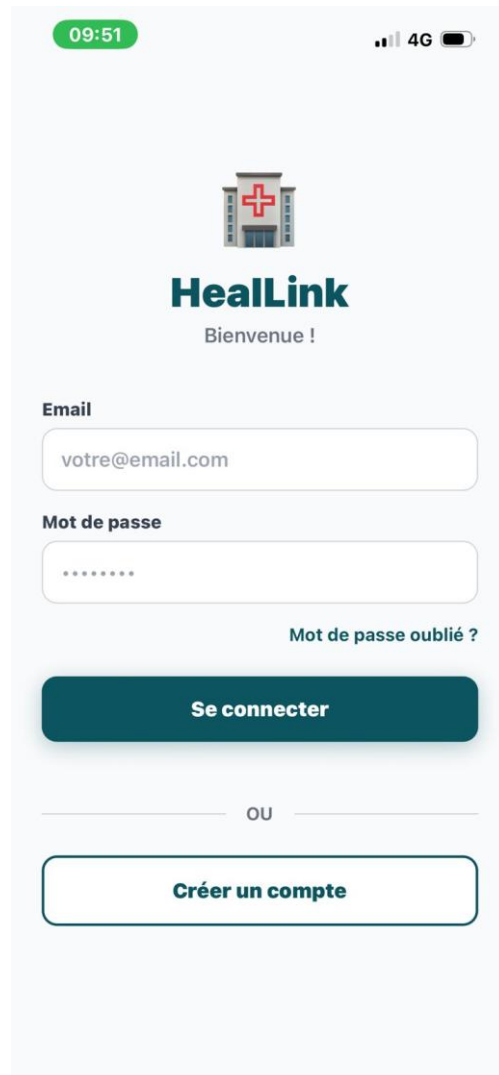 09:51
4G
HealLink
Bienvenue !
Email
votre@email.com
Mot de passe
••••••••
Mot de passe oublié ?
Se connecter
OU
Créer un compte